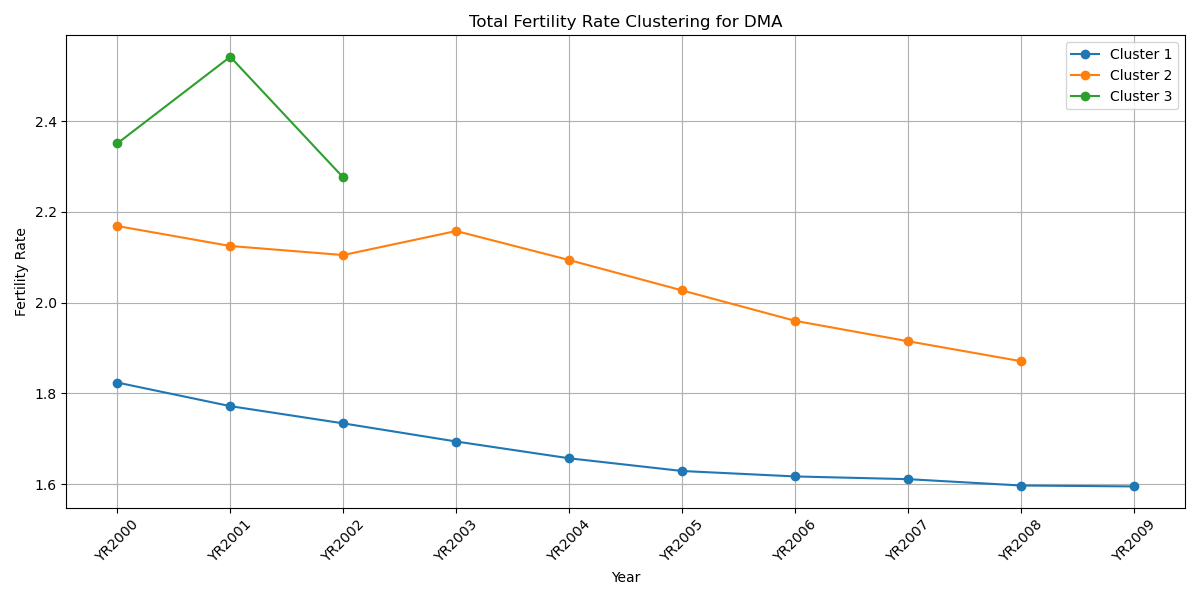 Total Fertility Rate Clustering for DMA
Cluster 1
Cluster 2
Cluster 3
Fertility Rate
2.4
2.2
2.0
1.8
1.6
YR2000
YR2001
YR2002
YR2003
YR2004
YR2005
YR2006
YR2007
YR2008
YR2009
Year